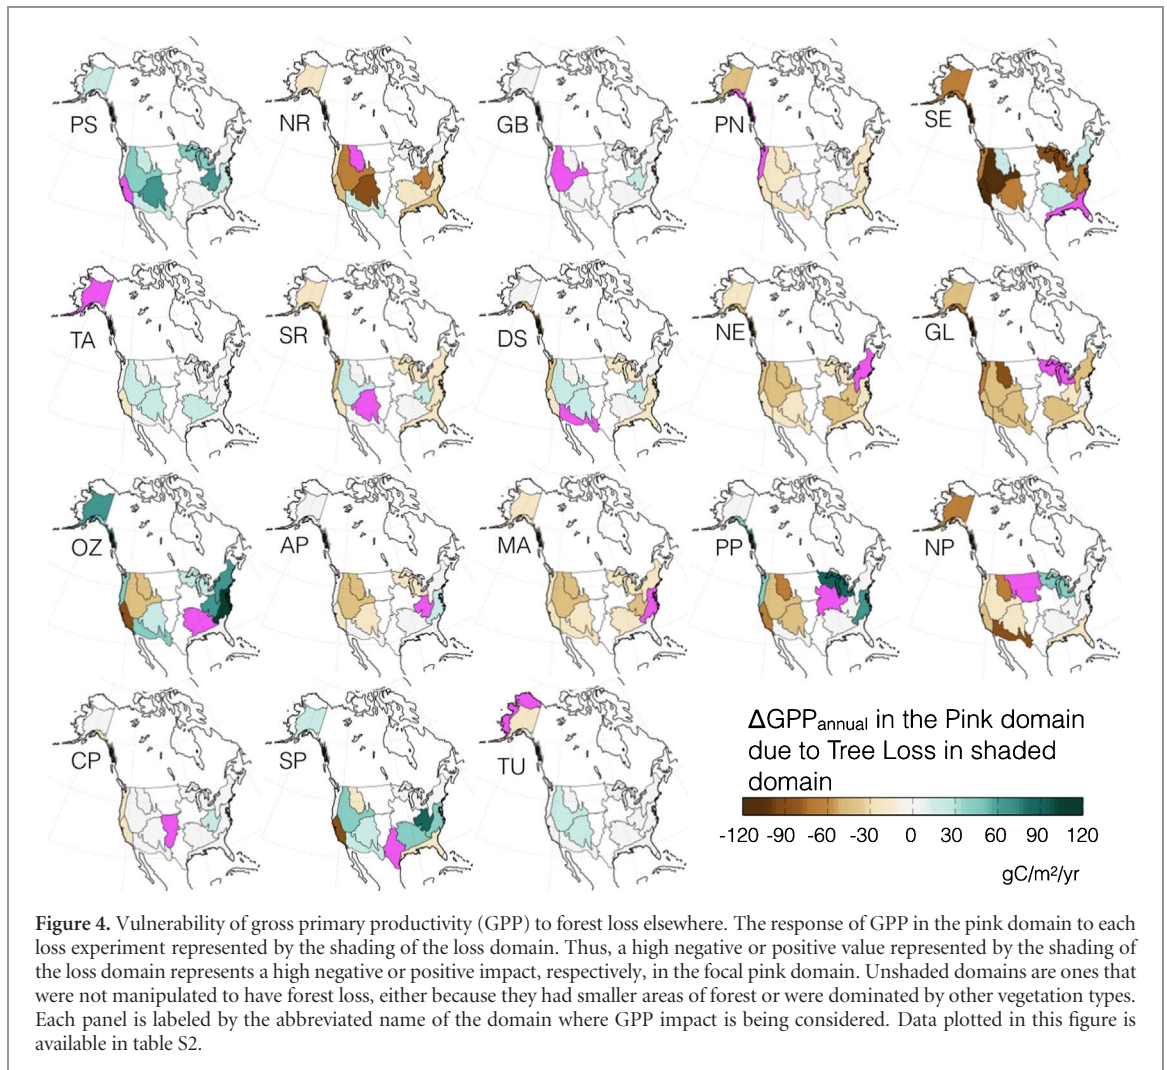 PS
NR
GB
PN
SE
TA
SR
DS
NE
GL
OZ
AP
MA
PP
NP
CP
SP
TU
ΔGPPannual in the Pink domain
due to Tree Loss in shaded
domain
-120 -90 -60 -30 0 30 60 90 120
gC/m²/yr
Figure 4. Vulnerability of gross primary productivity (GPP) to forest loss elsewhere. The response of GPP in the pink domain to each
loss experiment represented by the shading of the loss domain. Thus, a high negative or positive value represented by the shading of
the loss domain represents a high negative or positive impact, respectively, in the focal pink domain. Unshaded domains are ones that
were not manipulated to have forest loss, either because they had smaller areas of forest or were dominated by other vegetation types.
Each panel is labeled by the abbreviated name of the domain where GPP impact is being considered. Data plotted in this figure is
available in table S2.